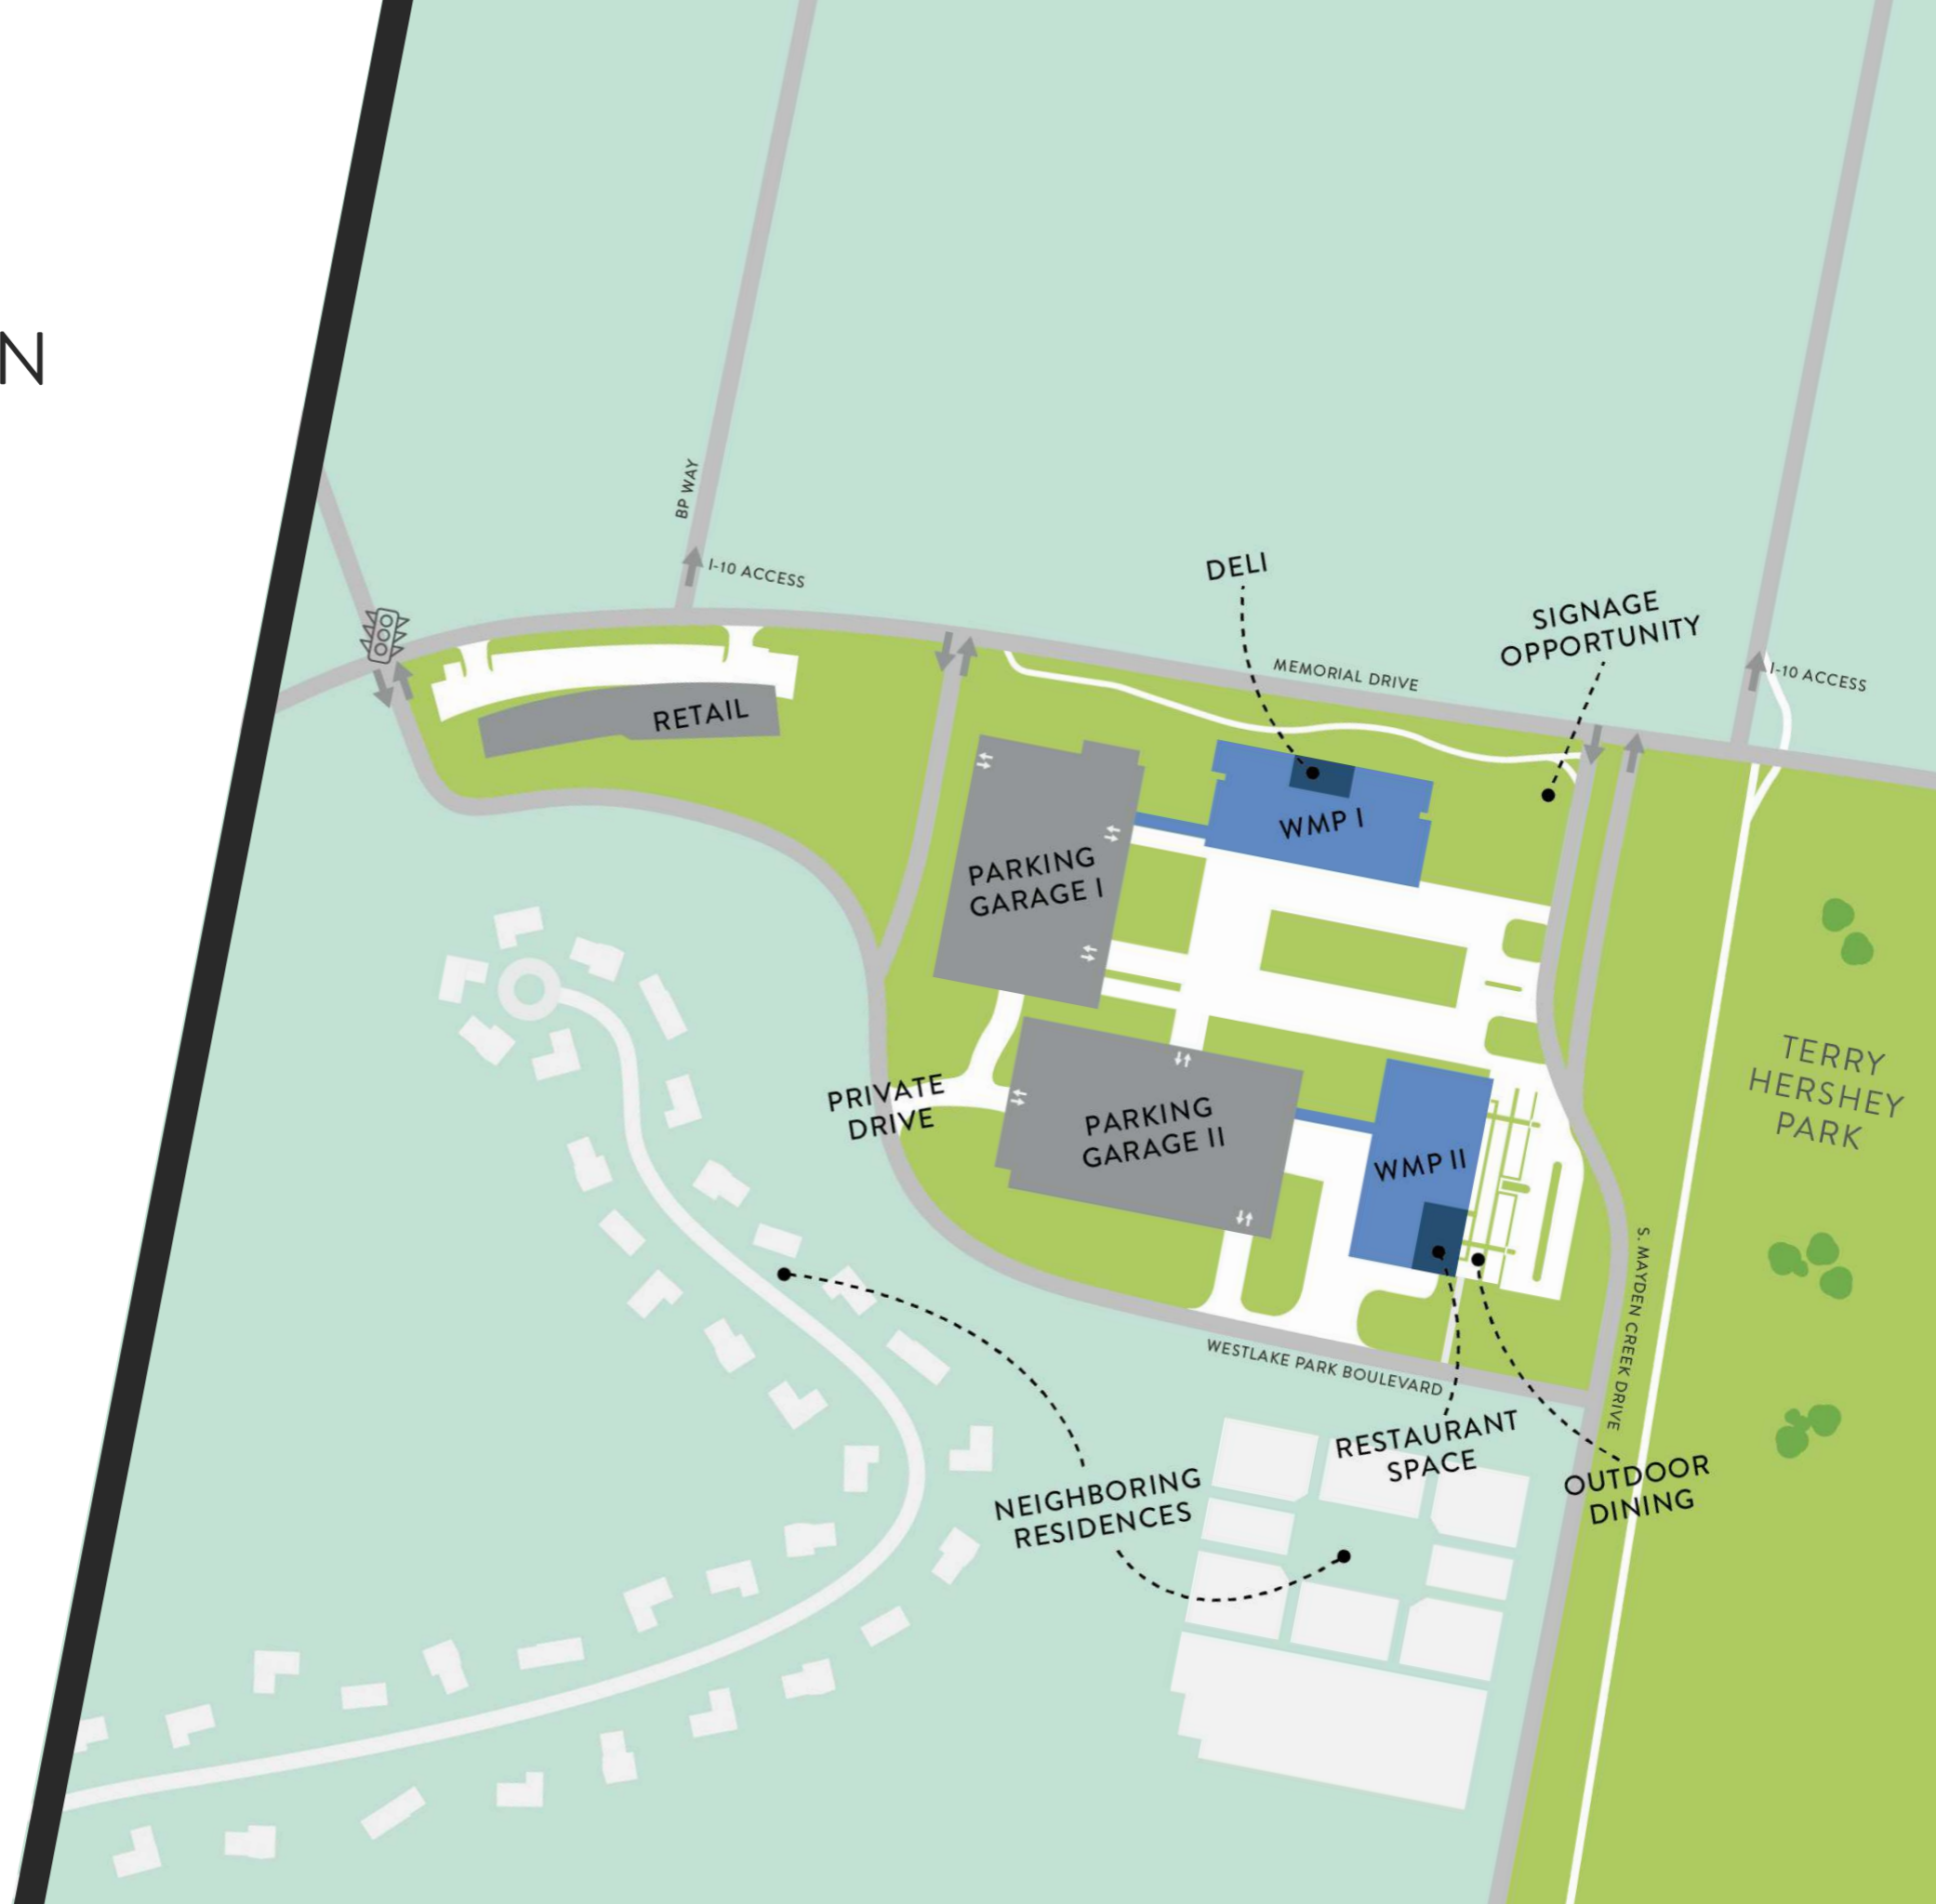 N
BP WAY
I-10 ACCESS
DELI
SIGNAGE
OPPORTUNITY
MEMORIAL DRIVE
I-10 ACCESS
RETAIL
WMP I
PARKING
GARAGE I
TERRY
HERSHEY
PARK
PRIVATE
DRIVE
PARKING
GARAGE II
WMP II
S. MAYDEN CREEK DRIVE
WESTLAKE PARK BOULEVARD
RESTAURANT
SPACE
OUTDOOR
DINING
NEIGHBORING
RESIDENCES